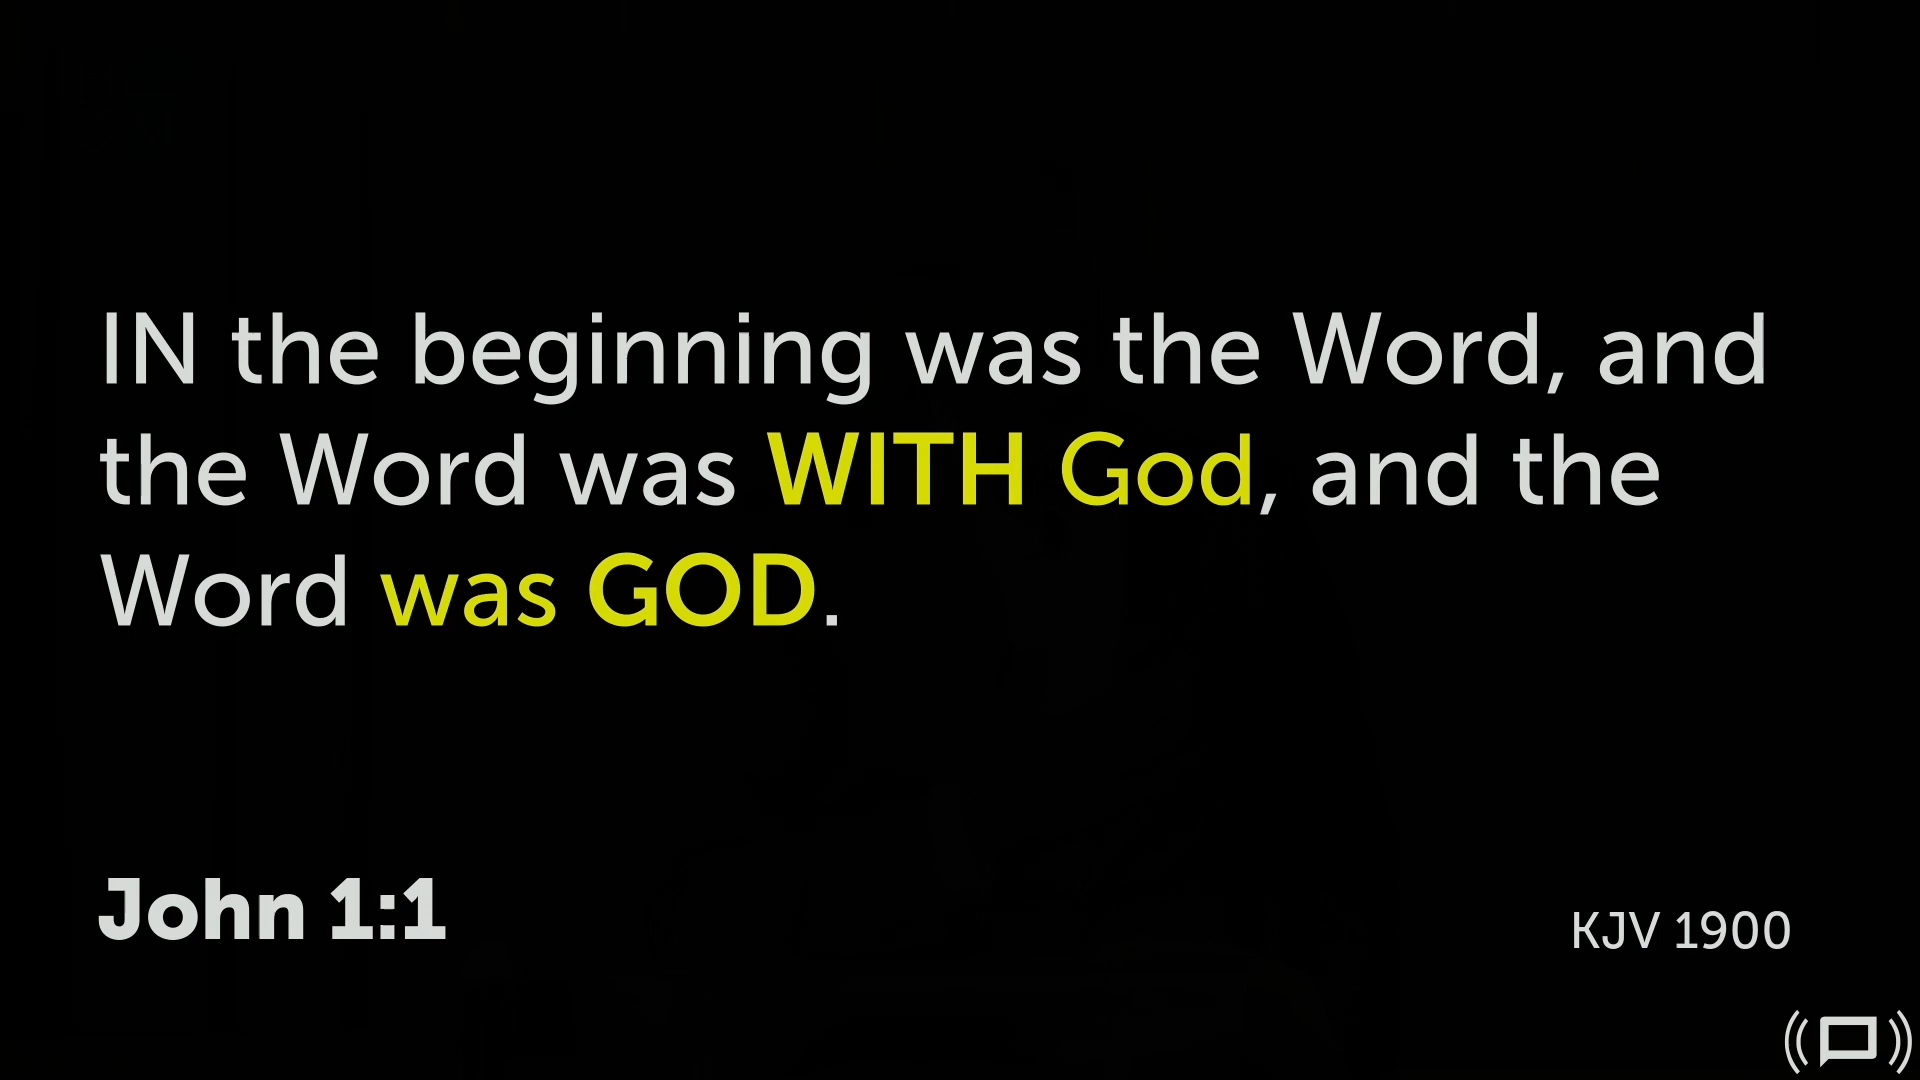 IN the beginning was the Word, and
the Word was WITH God, and the
Word was GOD.
John 1:1
KJV 1900